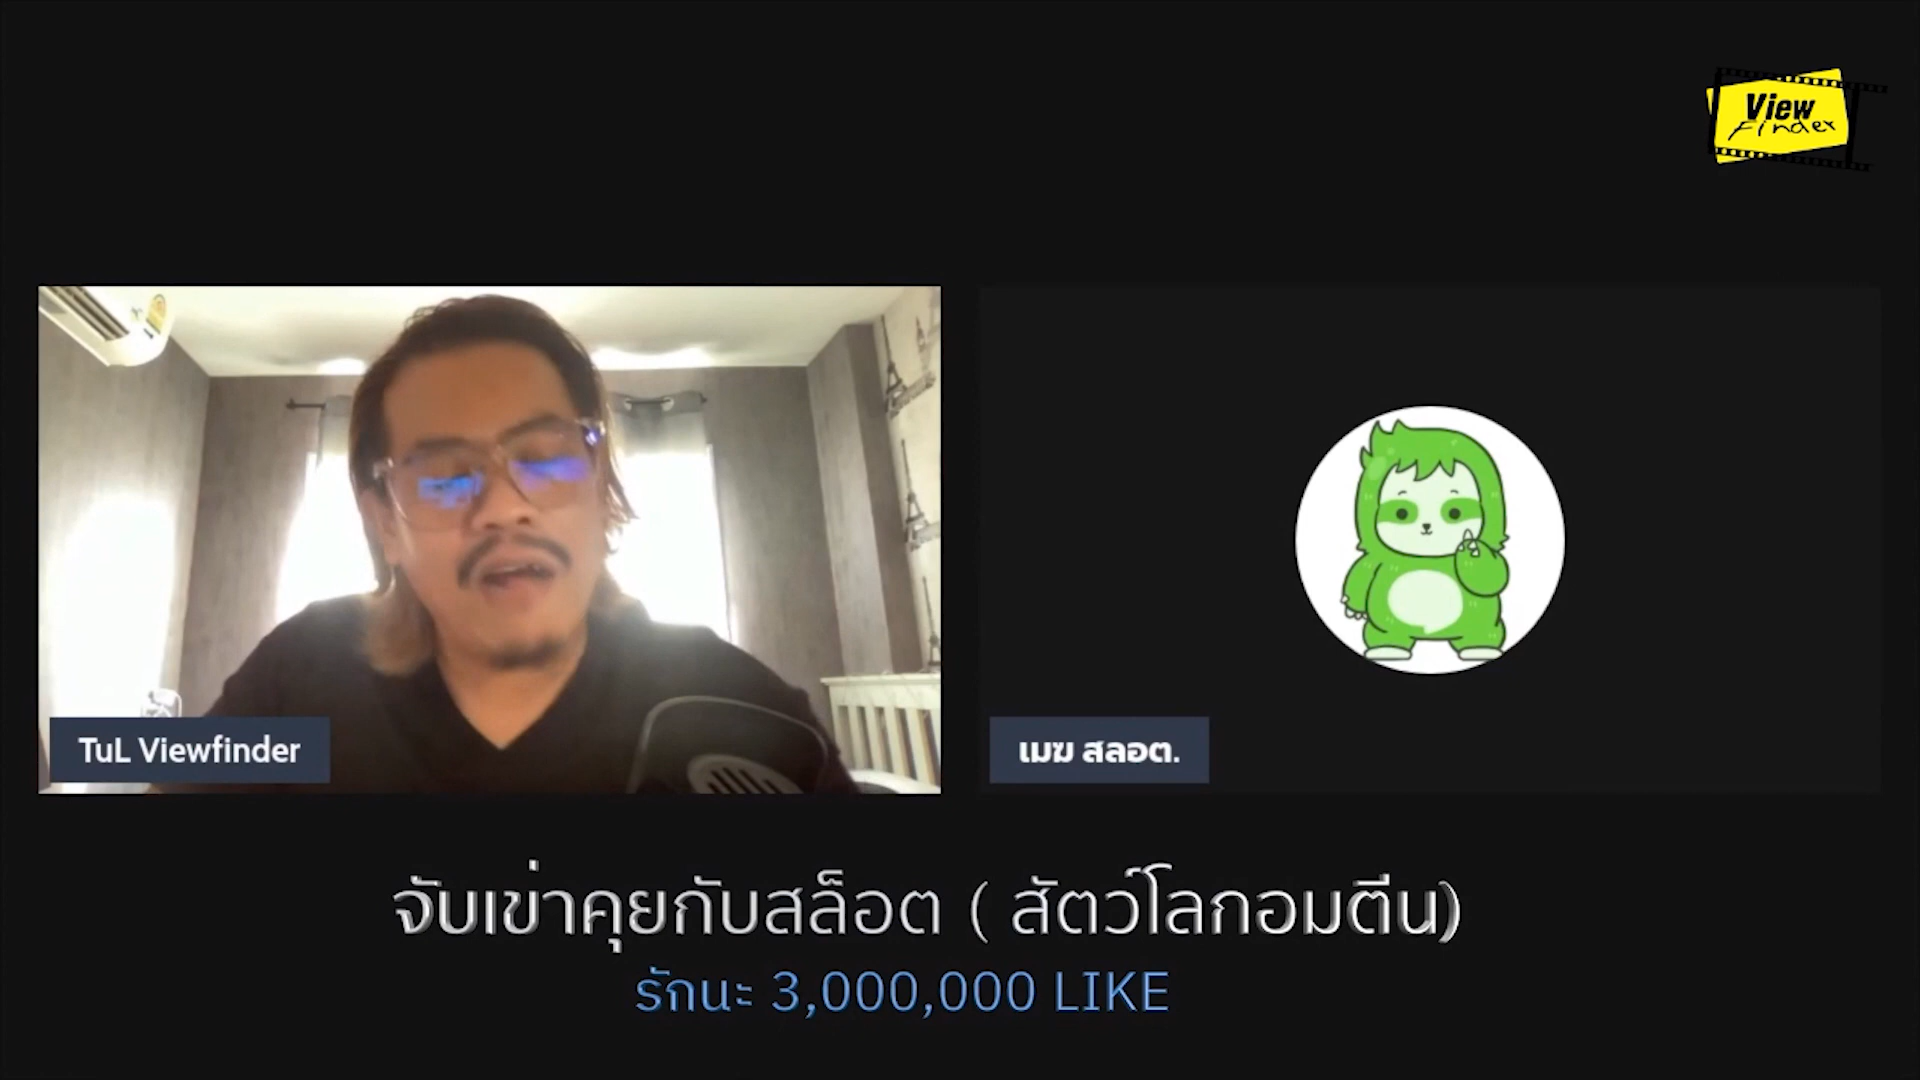 View
Finder
TuL Viewfinder
เมฆ สลอต.
จับเข่าคุยกับสล็อต ( สัตว์โลกอมตีน)
รักนะ 3,000,000 LIKE